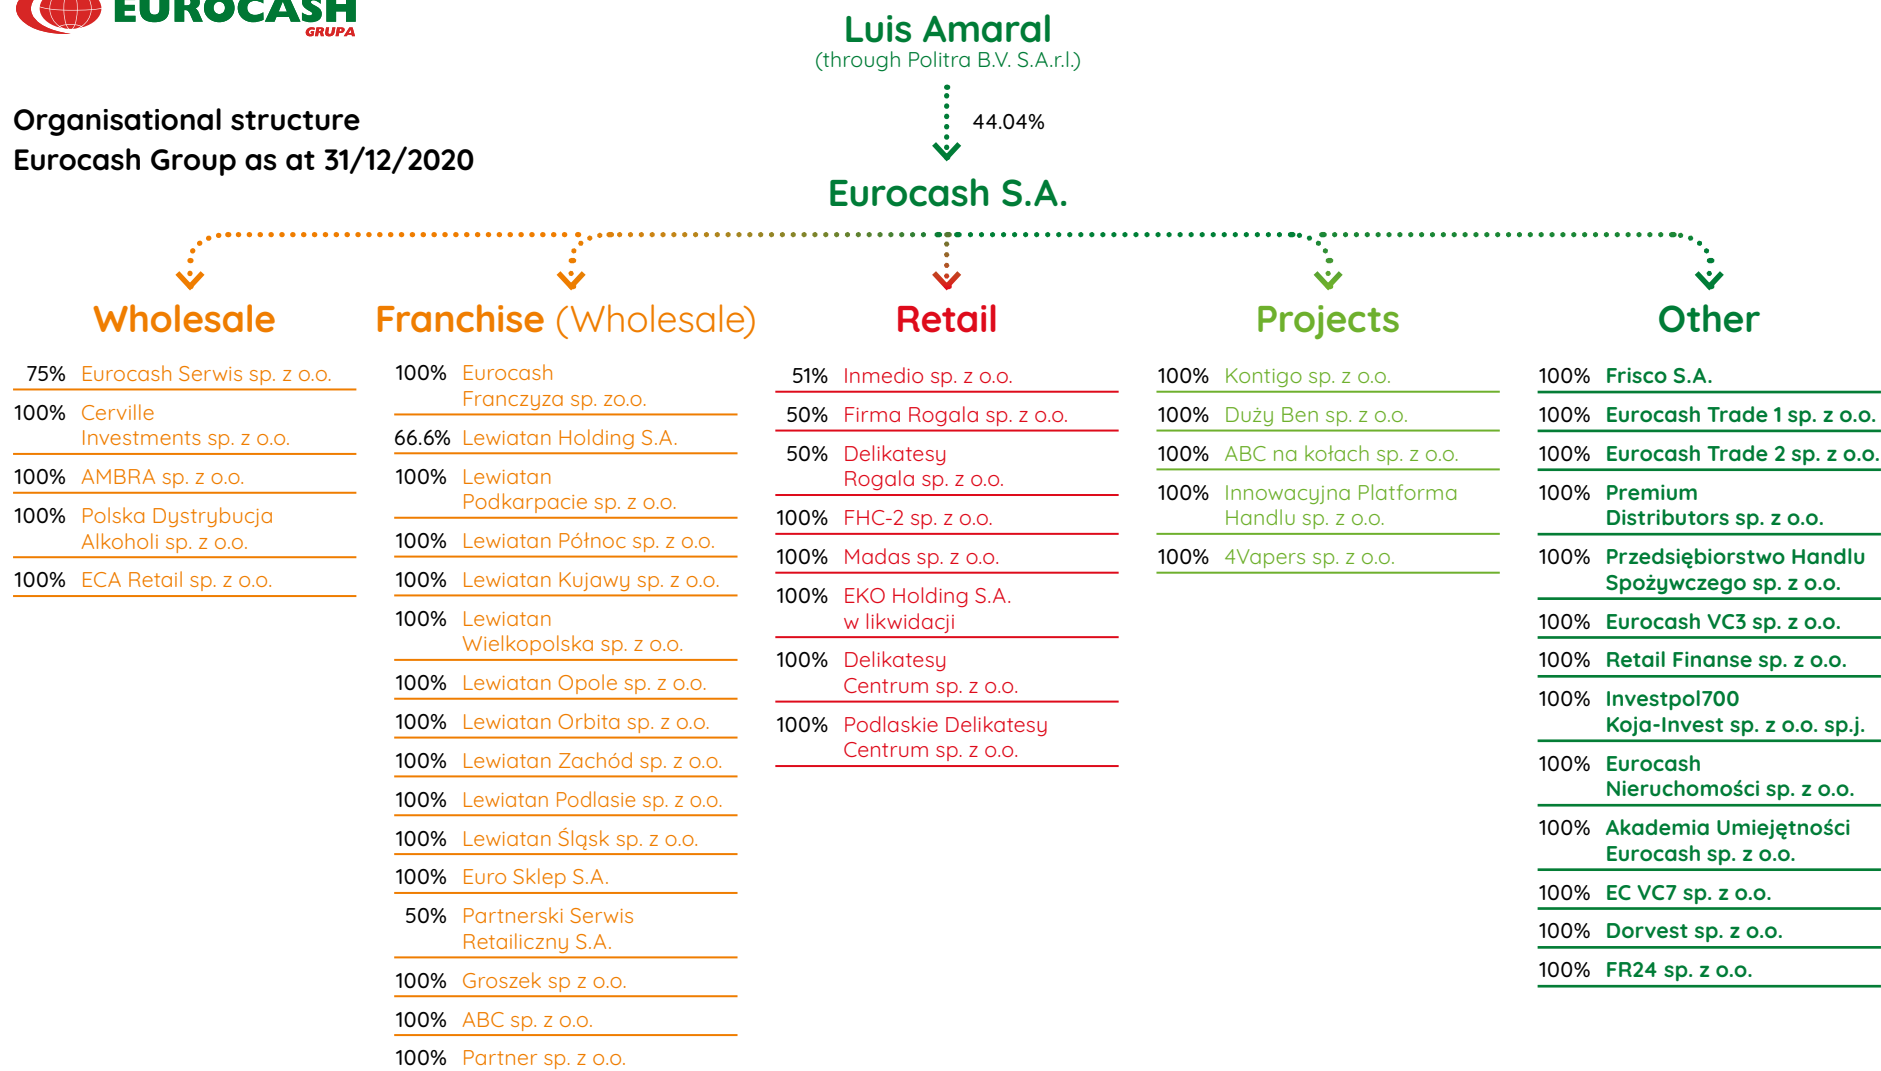 EUROCASH
GRUPA
Luis Amaral
(through Politra B.V. S.A.r.l.)
Organisational structure
Eurocash Group as at 31/12/2020
44.04%
Eurocash S.A.
Wholesale
75% Eurocash Serwis sp. z o.o.
100% Cerville
Investments sp. z o.o.
100% AMBRA sp. z o.o.
100% Polska Dystrybucja
Alkoholi sp. z o.o.
100% ECA Retail sp. z o.o.
Franchise (Wholesale)
100% Eurocash
Franczyza sp. zo.o.
66.6% Lewiatan Holding S.A.
100% Lewiatan
Podkarpacie sp. z o.o.
100% Lewiatan Północ sp. z o.o.
100% Lewiatan Kujawy sp. z o.o.
100% Lewiatan
Wielkopolska sp. z o.o.
100% Lewiatan Opole sp. z o.o.
100% Lewiatan Orbita sp. z o.o.
100% Lewiatan Zachód sp. z o.o.
100% Lewiatan Podlasie sp. z o.o.
100% Lewiatan Śląsk sp. z o.o.
100% Euro Sklep S.A.
50% Partnerski Serwis
Retailiczny S.A.
100% Groszek sp z o.o.
100% ABC sp. z o.o.
100% Partner sp. z o.o.
Retail
51% Inmedio sp. z o.o.
50% Firma Rogala sp. z o.o.
50% Delikatesy
Rogala sp. z o.o.
100% FHC-2 sp. z o.o.
100% Madas sp. z o.o.
100% EKO Holding S.A.
w likwidacji
100% Delikatesy
Centrum sp. z o.o.
100% Podlaskie Delikatesy
Centrum sp. z o.o.
Projects
100% Kontigo sp. z o.o.
100% Duży Ben sp. z o.o.
100% ABC na kołach sp. z o.o.
100% Innowacyjna Platforma
Handlu sp. z o.o.
100% 4Vapers sp. z o.o.
Other
100% Frisco S.A.
100% Eurocash Trade 1 sp. z o.o.
100% Eurocash Trade 2 sp. z o.o.
100% Premium
Distributors sp. z o.o.
100% Przedsiębiorstwo Handlu
Spożywczego sp. z o.o.
100% Eurocash VC3 sp. z o.o.
100% Retail Finanse sp. z o.o.
100% Investpol700
Koja-Invest sp. z o.o. sp.j.
100% Eurocash
Nieruchomości sp. z o.o.
100% Akademia Umiejętności
Eurocash sp. z o.o.
100% EC VC7 sp. z o.o.
100% Dorvest sp. z o.o.
100% FR24 sp. z o.o.